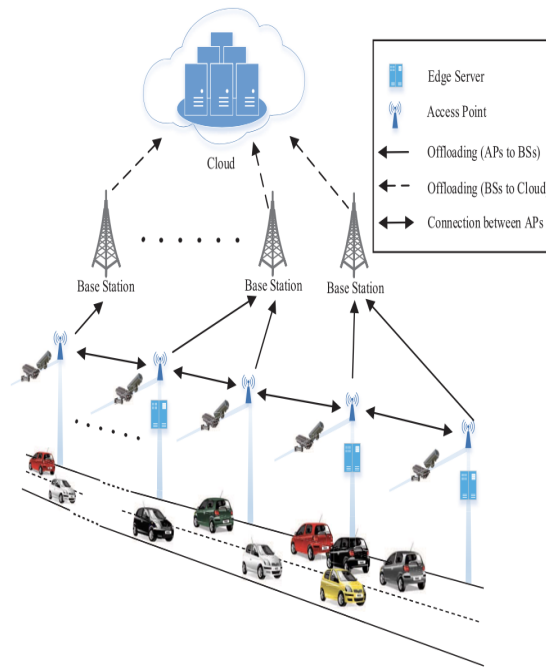 Edge Server
Access Point
Offloading (APs to BSs)
Offloading (BSs to Cloud
Connection between APs
Cloud
Base Station
Base Station
Base Station